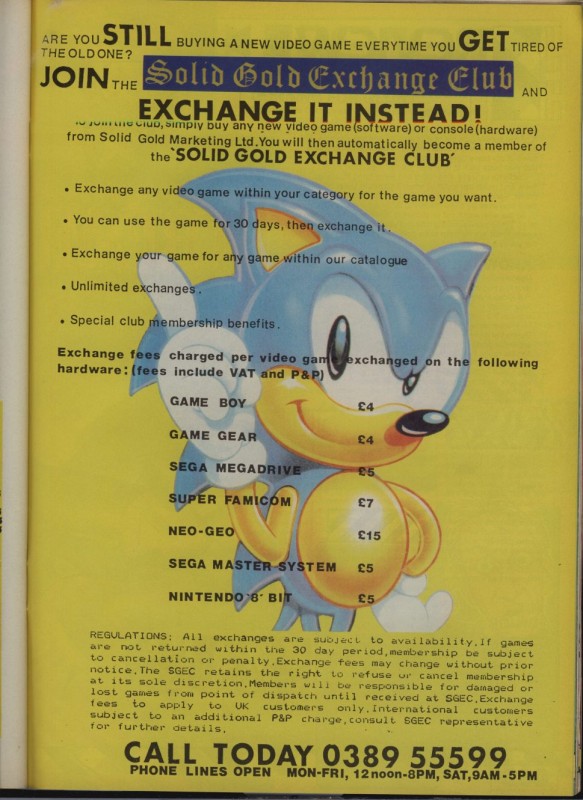 ARE YOU STILL BUYING A NEW VIDEO GAME EVERYTIME YOU GET TIRED OF
THE OLD ONE?
JOIN THE Solid Gold Exchange Club AND
EXCHANGE IT INSTEAD!
To join the club, simply buy any new video game (software) or console (hardware)
from Solid Gold Marketing Ltd. You will then automatically become a member of
the 'SOLID GOLD EXCHANGE CLUB'
• Exchange any video game within your category for the game you want.
• You can use the game for 30 days, then exchange it.
• Exchange your game for any game within our catalogue
• Unlimited exchanges.
• Special club membership benefits.
Exchange fees charged per video game exchanged on the following
hardware: (fees include VAT and P&P)
GAME BOY £4
GAME GEAR £4
SEGA MEGADRIVE £5
SUPER FAMICOM £7
NEO-GEO £15
SEGA MASTER SYSTEM £5
NINTENDO '8' BIT £5
REGULATIONS: All exchanges are subject to availability. If games
are not returned within the 30 day period, membership be subject
to cancellation or penalty. Exchange fees may change without prior
notice. The SGEC retains the right to refuse or cancel membership
at its sole discretion. Members will be responsible for damaged or
lost games from point of dispatch until received at SGEC. Exchange
fees to apply to UK customers only. International customers
subject to an additional P&P charge, consult SGEC representative
for further details.
CALL TODAY 0389 55599
PHONE LINES OPEN MON-FRI, 12 noon-8PM, SAT, 9AM-5PM